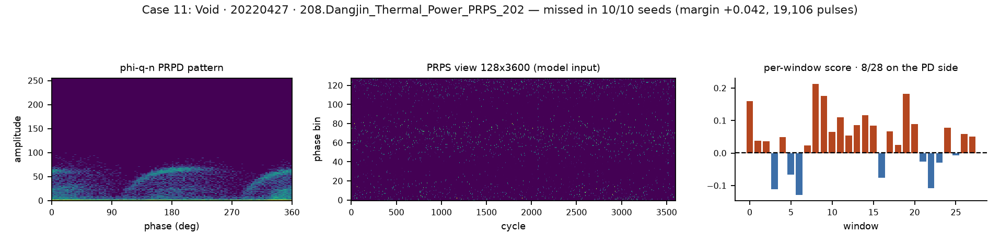 Case 11: Void · 20220427 · 208.Dangjin_Thermal_Power_PRPS_202 — missed in 10/10 seeds (margin +0.042, 19,106 pulses)
phi-q-n PRPD pattern
amplitude
250
200
150
100
50
0
0 90 180 270 360
phase (deg)
PRPS view 128x3600 (model input)
phase bin
120
100
80
60
40
20
0
0 500 1000 1500 2000 2500 3000 3500
cycle
per-window score · 8/28 on the PD side
0.2
0.1
0.0
−0.1
0 5 10 15 20 25
window